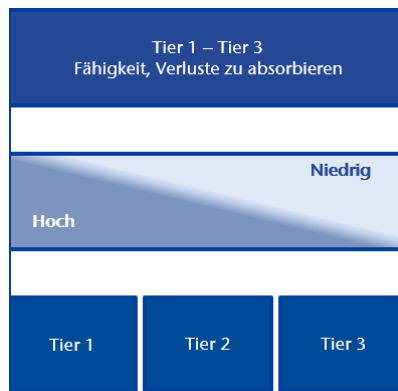 Tier 1 – Tier 3
Fähigkeit, Verluste zu absorbieren
Niedrig
Hoch
Tier 1 Tier 2 Tier 3